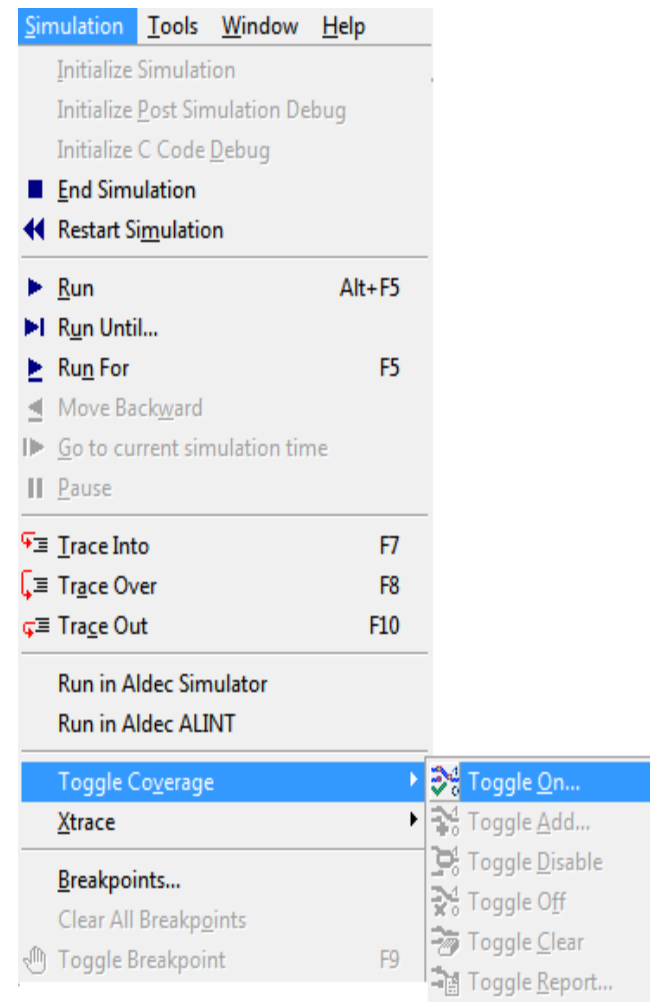 Simulation Tools Window Help
Initialize Simulation
Initialize Post Simulation Debug
Initialize C Code Debug
End Simulation
Restart Simulation
Run Alt+F5
Run Until...
Run For F5
Move Backward
Go to current simulation time
Pause
Trace Into F7
Trace Over F8
Trace Out F10
Run in Aldec Simulator
Run in Aldec ALINT
Toggle Coverage
Xtrace
Breakpoints...
Clear All Breakpoints
Toggle Breakpoint F9
Toggle On...
Toggle Add...
Toggle Disable
Toggle Off
Toggle Clear
Toggle Report...